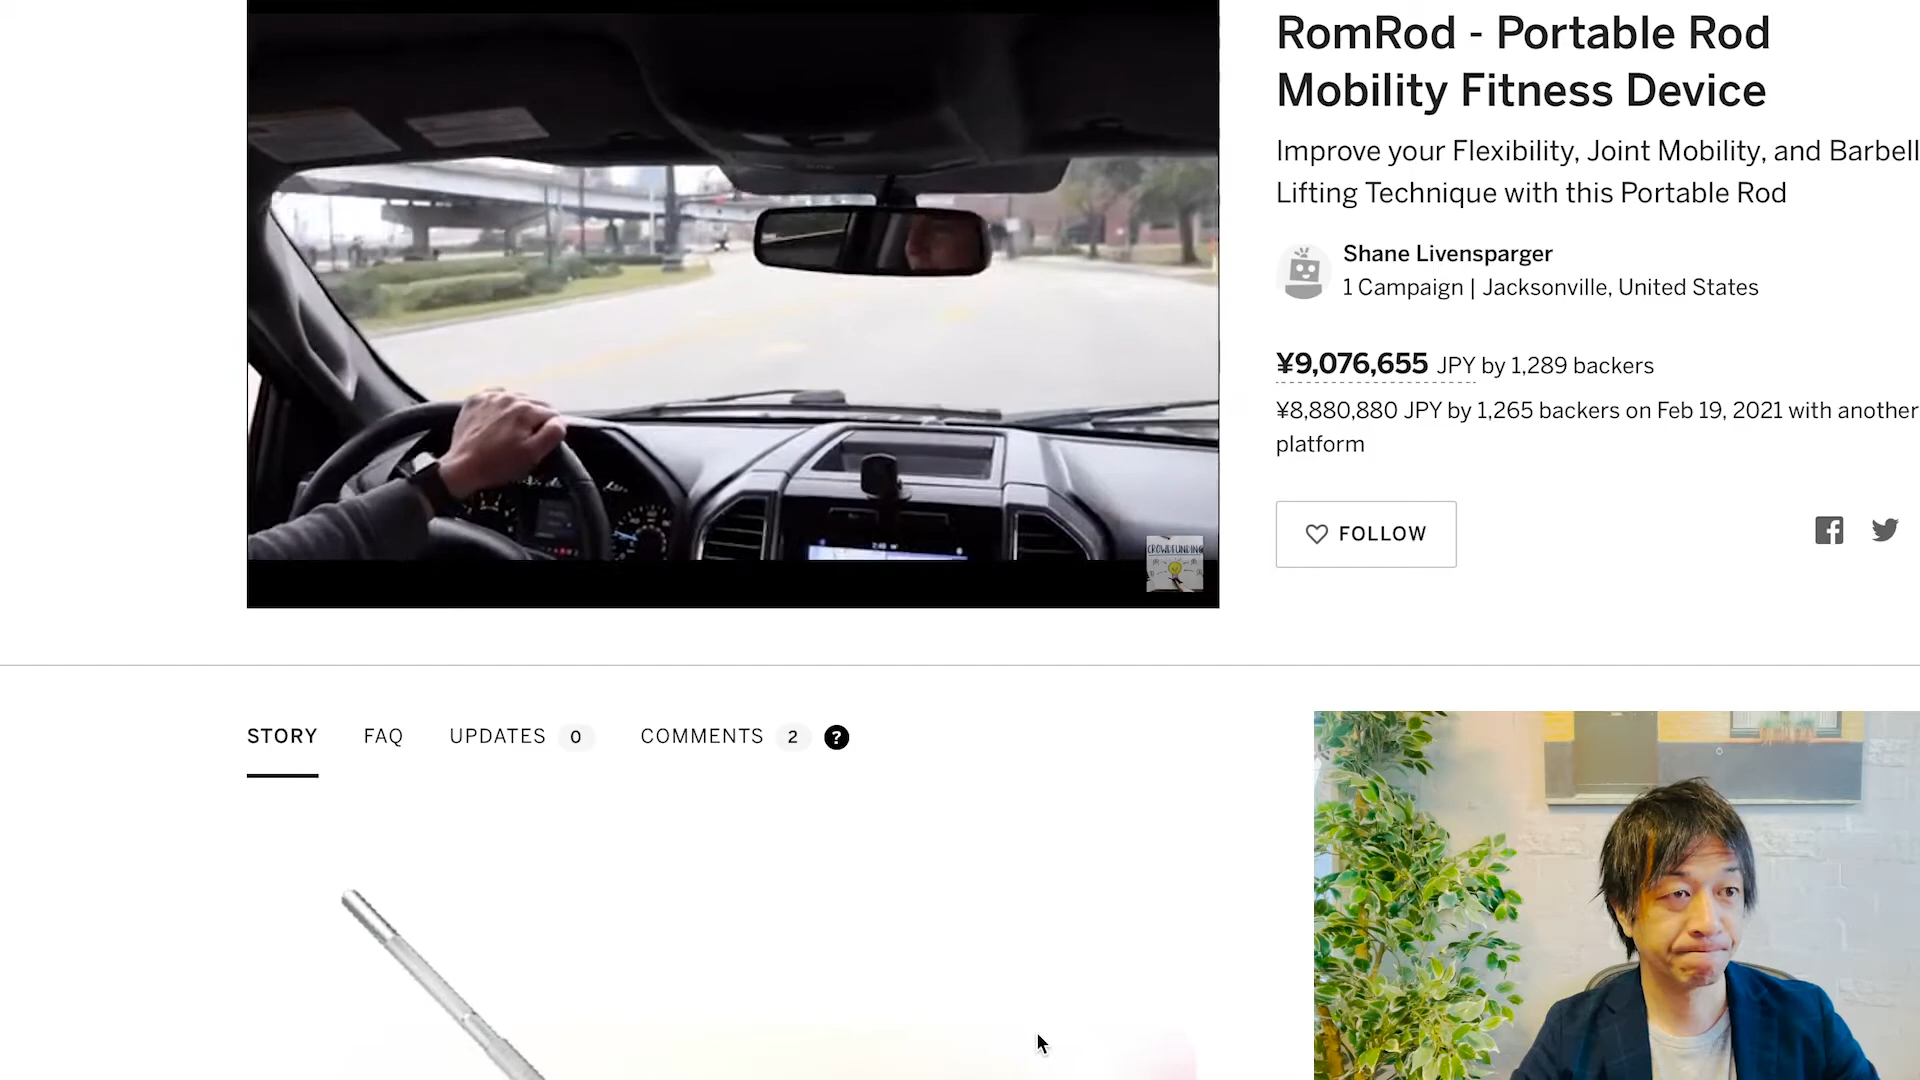 RomRod - Portable Rod
Mobility Fitness Device
Improve your Flexibility, Joint Mobility, and Barbell
Lifting Technique with this Portable Rod
Shane Livensparger
1 Campaign | Jacksonville, United States
¥9,076,655 JPY by 1,289 backers
¥8,880,880 JPY by 1,265 backers on Feb 19, 2021 with another
platform
FOLLOW
CROWDFUNDING
STORY FAQ UPDATES 0 COMMENTS 2 ?